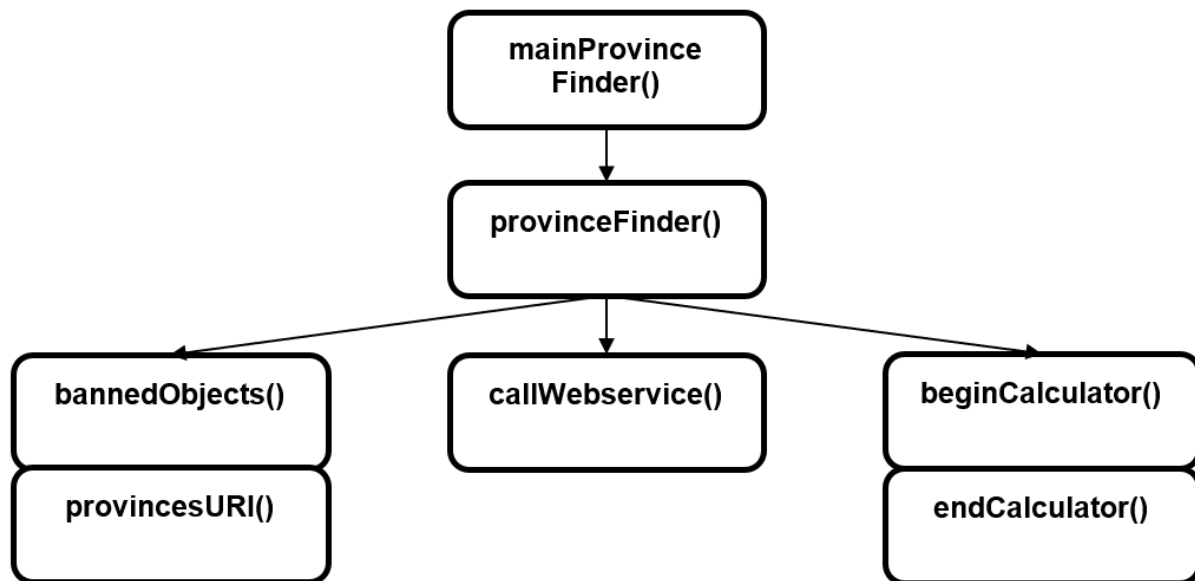 mainProvince
Finder()
provinceFinder()
bannedObjects()
callWebservice()
beginCalculator()
provincesURI()
endCalculator()